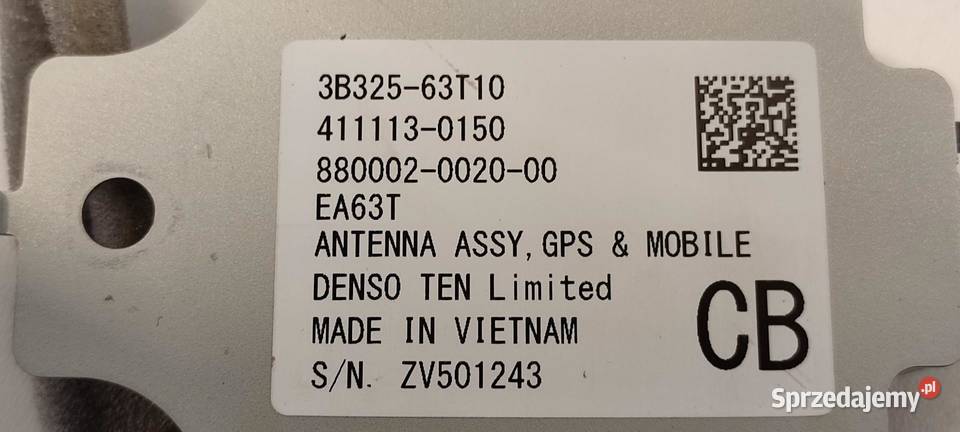 3B325-63T10
411113-0150
880002-0020-00
EA63T
ANTENNA ASSY, GPS & MOBILE
DENSO TEN Limited
MADE IN VIETNAM
S/N. ZV501243
CB
Sprzedajemy.pl